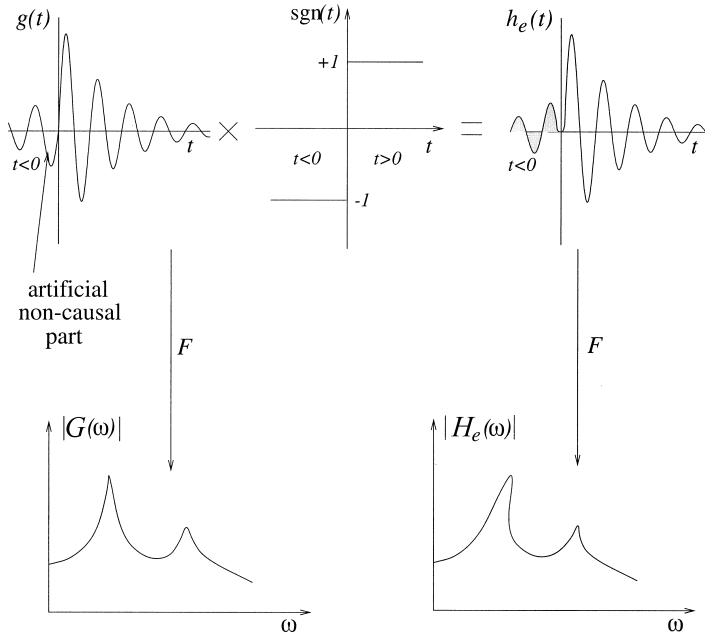 g(t)
sgn(t)
h_e(t)
+1
t
t
t
t<0
t<0
t>0
t<0
-1
artificial
non-causal
part
F
F
|G(ω)|
|H_e(ω)|
ω
ω